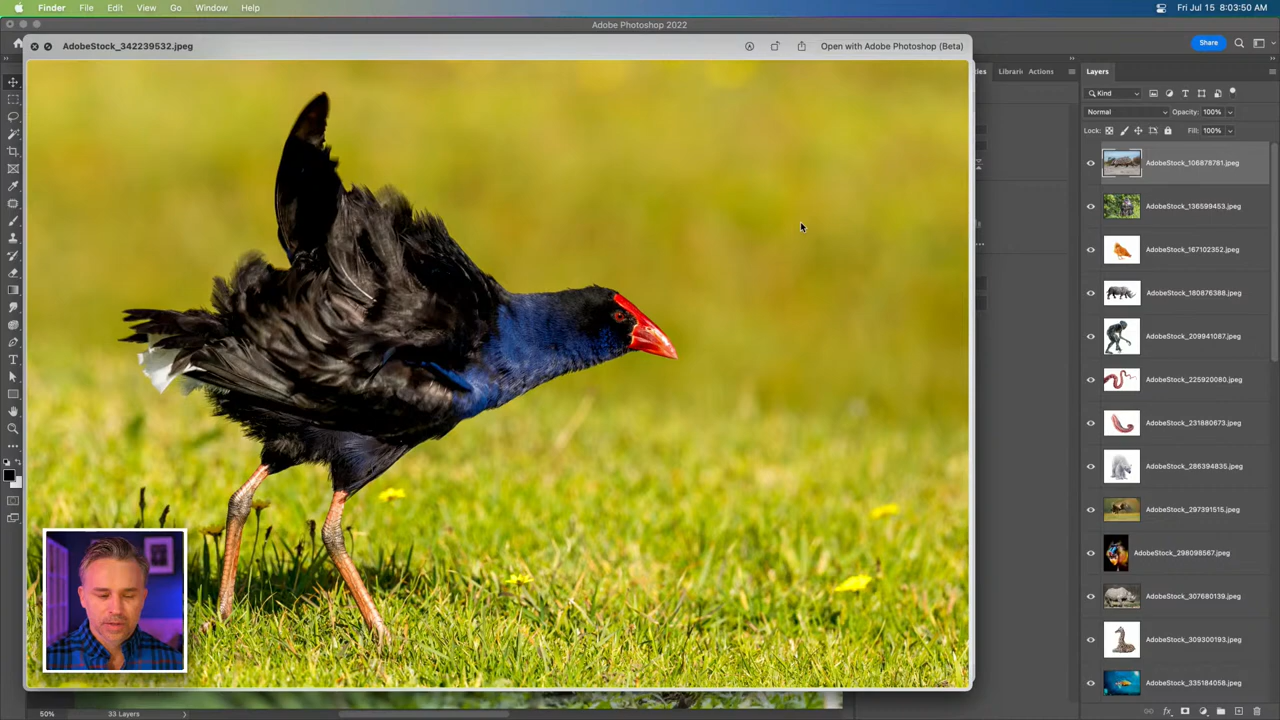 Finder File Edit View Go Window Help Fri Jul 15 8:03:50 AM
Adobe Photoshop 2022
AdobeStock_342239532.jpeg Open with Adobe Photoshop (Beta)
Share
Librari Actions
Layers
Kind
Normal Opacity: 100%
Lock: Fill: 100%
AdobeStock_106878781.jpeg
AdobeStock_136599453.jpeg
AdobeStock_167102352.jpeg
AdobeStock_180876388.jpeg
AdobeStock_209941087.jpeg
AdobeStock_225920080.jpeg
AdobeStock_231880673.jpeg
AdobeStock_286394835.jpeg
AdobeStock_297391515.jpeg
AdobeStock_298098567.jpeg
AdobeStock_307680139.jpeg
AdobeStock_309300193.jpeg
AdobeStock_335184058.jpeg
50% 33 Layers